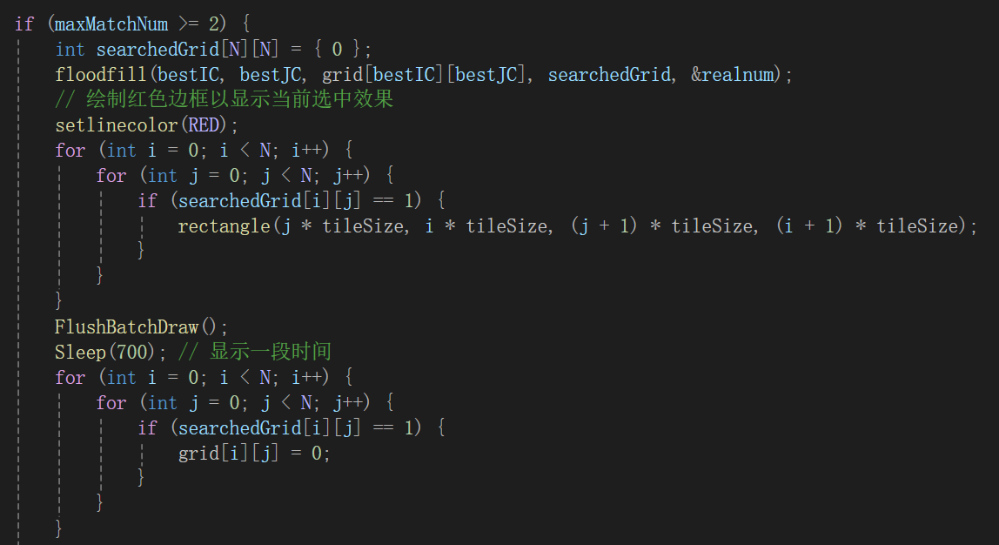 if (maxMatchNum >= 2) {
    int searchedGrid[N][N] = { 0 };
    floodfill(bestIC, bestJC, grid[bestIC][bestJC], searchedGrid, &realnum);
    // 绘制红色边框以显示当前选中效果
    setlinecolor(RED);
    for (int i = 0; i < N; i++) {
        for (int j = 0; j < N; j++) {
            if (searchedGrid[i][j] == 1) {
                rectangle(j * tileSize, i * tileSize, (j + 1) * tileSize, (i + 1) * tileSize);
            }
        }
    }
    FlushBatchDraw();
    Sleep(700); // 显示一段时间
    for (int i = 0; i < N; i++) {
        for (int j = 0; j < N; j++) {
            if (searchedGrid[i][j] == 1) {
                grid[i][j] = 0;
            }
        }
    }